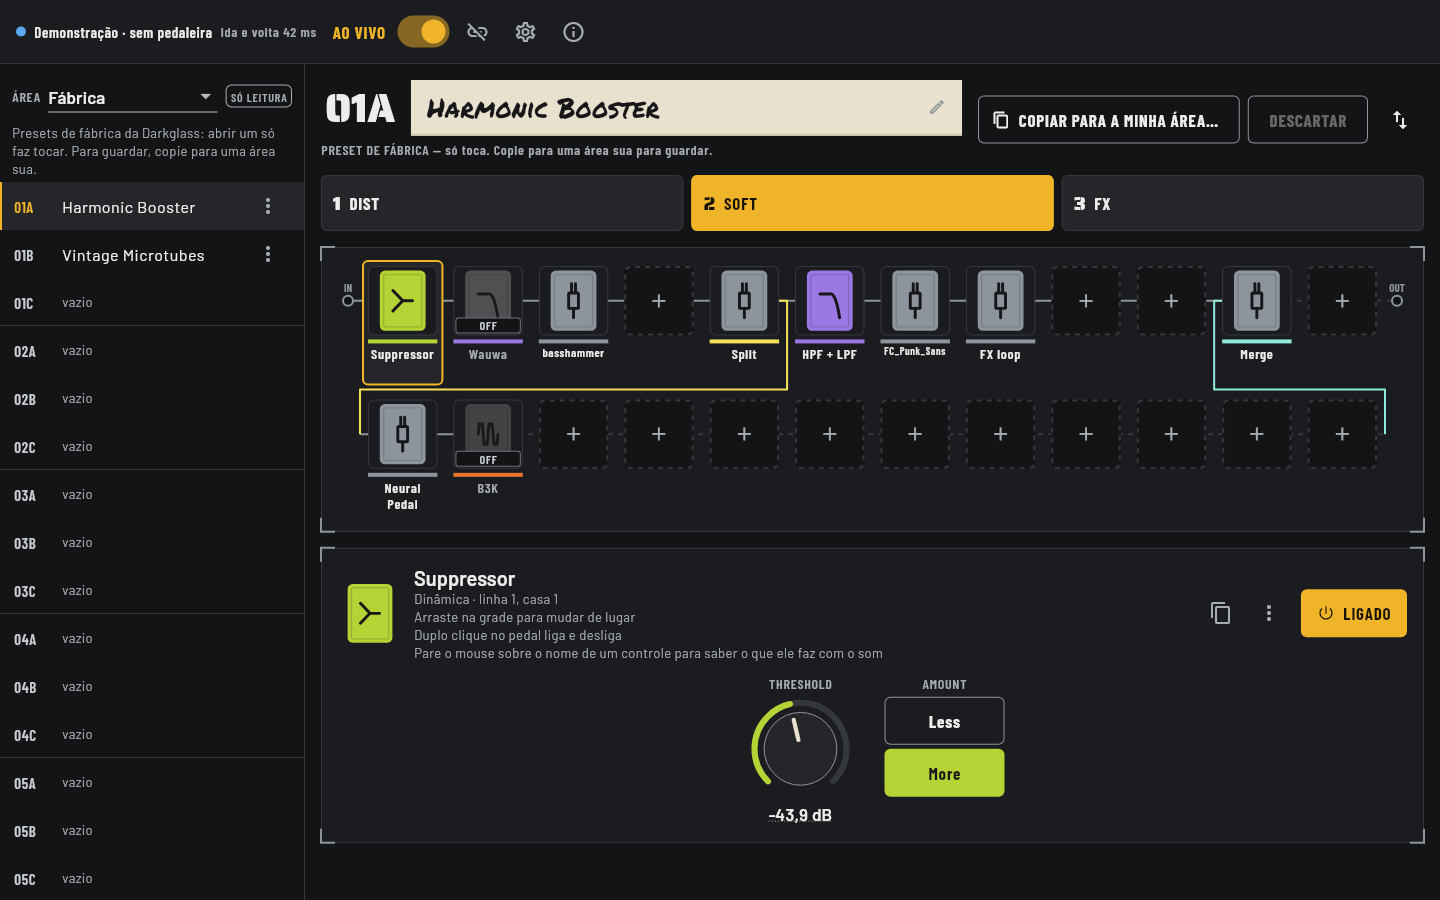 Demonstração · sem pedaleira Ida e volta 42 ms AO VIVO
ÁREA Fábrica SÓ LEITURA
Presets de fábrica da Darkglass: abrir um só
faz tocar. Para guardar, copie para uma área
sua.
01A Harmonic Booster
01B Vintage Microtubes
01C vazio
02A vazio
02B vazio
02C vazio
03A vazio
03B vazio
03C vazio
04A vazio
04B vazio
04C vazio
05A vazio
05B vazio
05C vazio
01A Harmonic Booster
COPIAR PARA A MINHA ÁREA... DESCARTAR
PRESET DE FÁBRICA — só toca. Copie para uma área sua para guardar.
1 DIST 2 SOFT 3 FX
IN OUT
OFF
Suppressor Wauwa basshammer Split HPF + LPF FC_Punk_Sans FX loop Merge
OFF
Neural
Pedal
B3K
Suppressor
Dinâmica · linha 1, casa 1
Arraste na grade para mudar de lugar
Duplo clique no pedal liga e desliga
Pare o mouse sobre o nome de um controle para saber o que ele faz com o som
LIGADO
THRESHOLD AMOUNT
Less
More
-43,9 dB